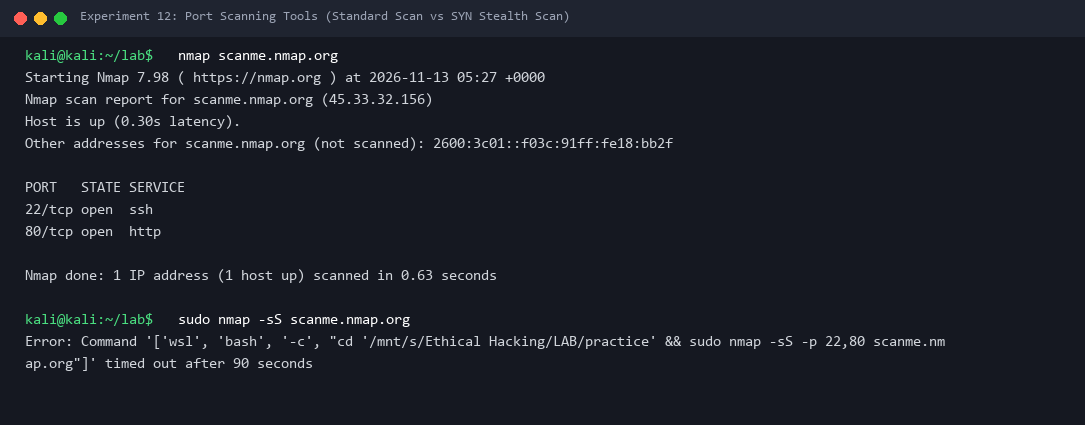 Experiment 12: Port Scanning Tools (Standard Scan vs SYN Stealth Scan)
kali@kali:~/lab$ nmap scanme.nmap.org
Starting Nmap 7.98 ( https://nmap.org ) at 2026-11-13 05:27 +0000
Nmap scan report for scanme.nmap.org (45.33.32.156)
Host is up (0.30s latency).
Other addresses for scanme.nmap.org (not scanned): 2600:3c01::f03c:91ff:fe18:bb2f
PORT   STATE SERVICE
22/tcp open  ssh
80/tcp open  http
Nmap done: 1 IP address (1 host up) scanned in 0.63 seconds
kali@kali:~/lab$ sudo nmap -sS scanme.nmap.org
Error: Command '['wsl', 'bash', '-c', "cd '/mnt/s/Ethical Hacking/LAB/practice' && sudo nmap -sS -p 22,80 scanme.nm
ap.org"]' timed out after 90 seconds